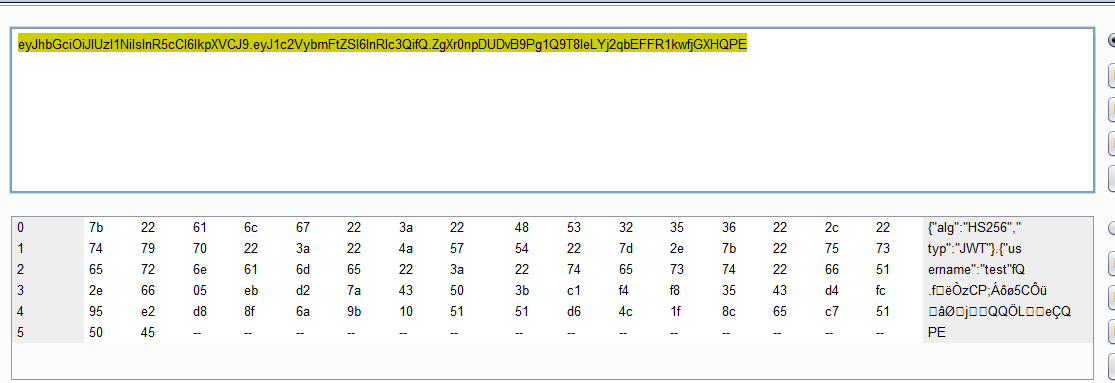 eyJhbGciOiJIUzI1NiIsInR5cCI6IkpXVCJ9.eyJ1c2VybmFtZSI6InRlc3QifQ.ZgXr0npDUDvB9Pg1Q9T8leLYj2qbEFFR1kwfjGXHQPE
0 7b 22 61 6c 67 22 3a 22 48 53 32 35 36 22 2c 22 {"alg":"HS256","
1 74 79 70 22 3a 22 4a 57 54 22 7d 2e 7b 22 75 73 typ":"JWT"}.{"us
2 65 72 6e 61 6d 65 22 3a 22 74 65 73 74 22 66 51 ername":"test"fQ
3 2e 66 05 eb d2 7a 43 50 3b c1 f4 f8 35 43 d4 fc .f□ëÒzCP;Áôø5CÔü
4 95 e2 d8 8f 6a 9b 10 51 51 d6 4c 1f 8c 65 c7 51 □âØ□j□□QQÖL□□eÇQ
5 50 45 -- -- -- -- -- -- -- -- -- -- -- -- -- -- PE